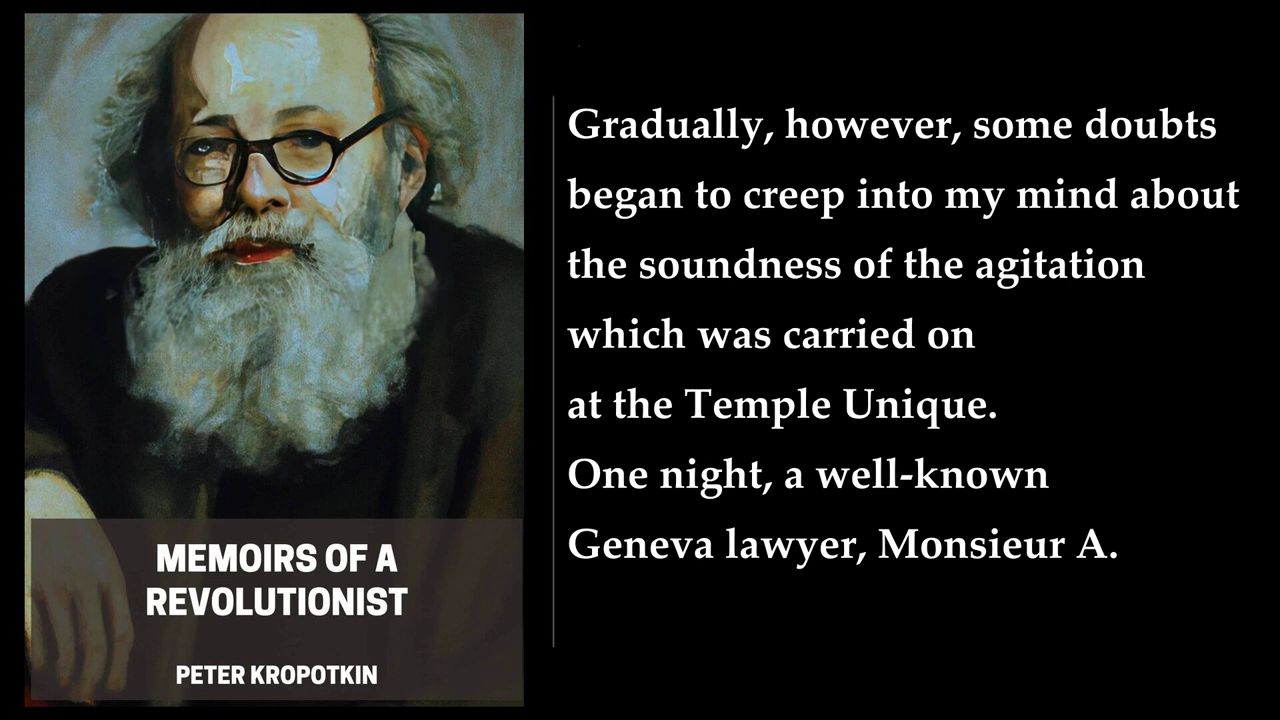 MEMOIRS OF A
REVOLUTIONIST
PETER KROPOTKIN
Gradually, however, some doubts
began to creep into my mind about
the soundness of the agitation
which was carried on
at the Temple Unique.
One night, a well-known
Geneva lawyer, Monsieur A.